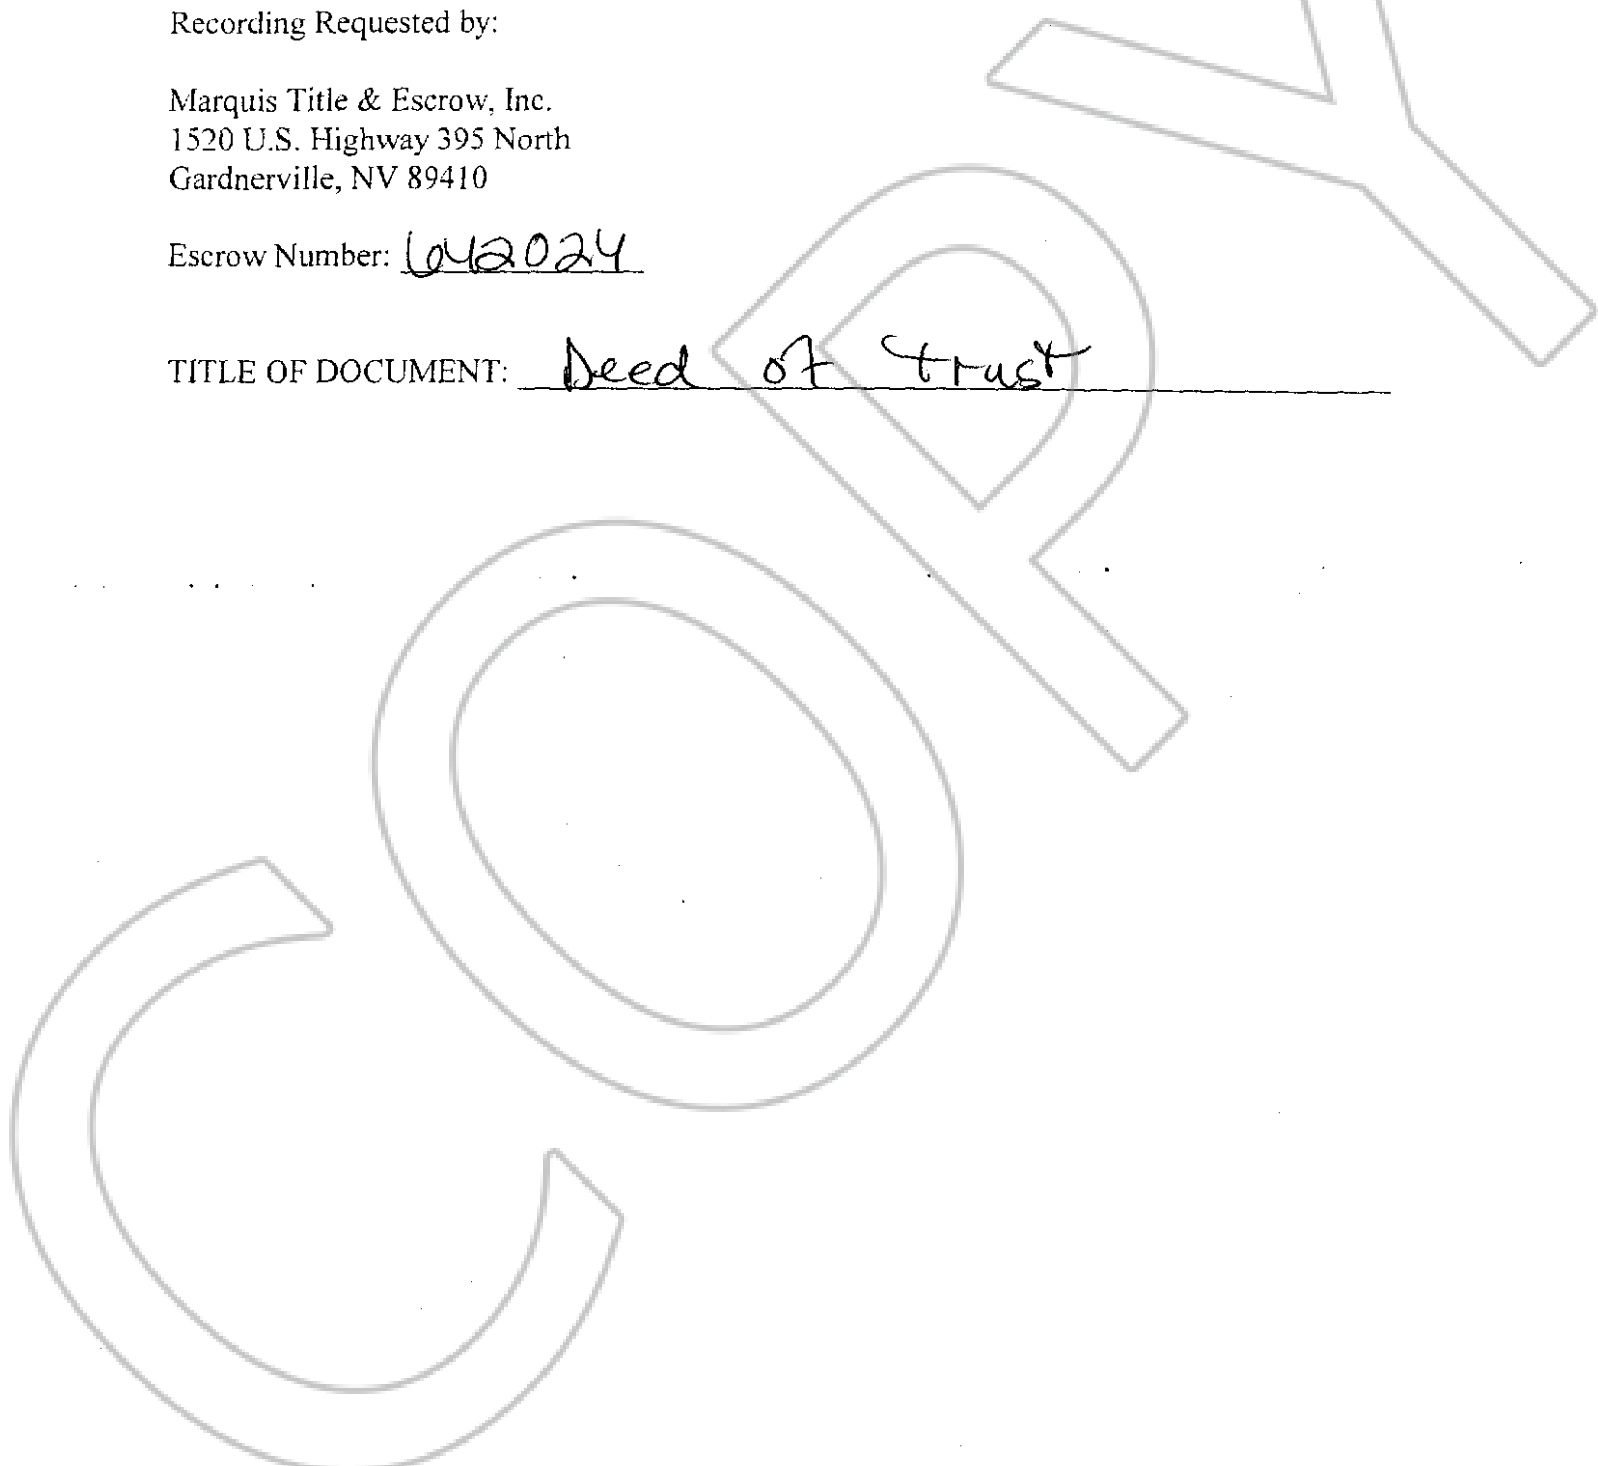 Recording Requested by:
Marquis Title & Escrow, Inc.
1520 U.S. Highway 395 North
Gardnerville, NV 89410
Escrow Number: 642024
TITLE OF DOCUMENT: Deed of Trust
COPY